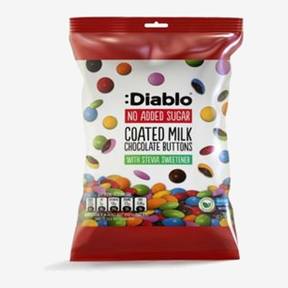 :Diablo
NO ADDED SUGAR
COATED MILK
CHOCOLATE BUTTONS
WITH STEVIA SWEETENER